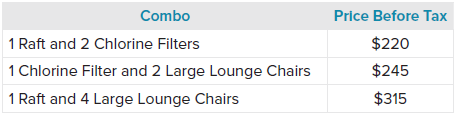 Combo Price Before Tax
1 Raft and 2 Chlorine Filters $220
1 Chlorine Filter and 2 Large Lounge Chairs $245
1 Raft and 4 Large Lounge Chairs $315